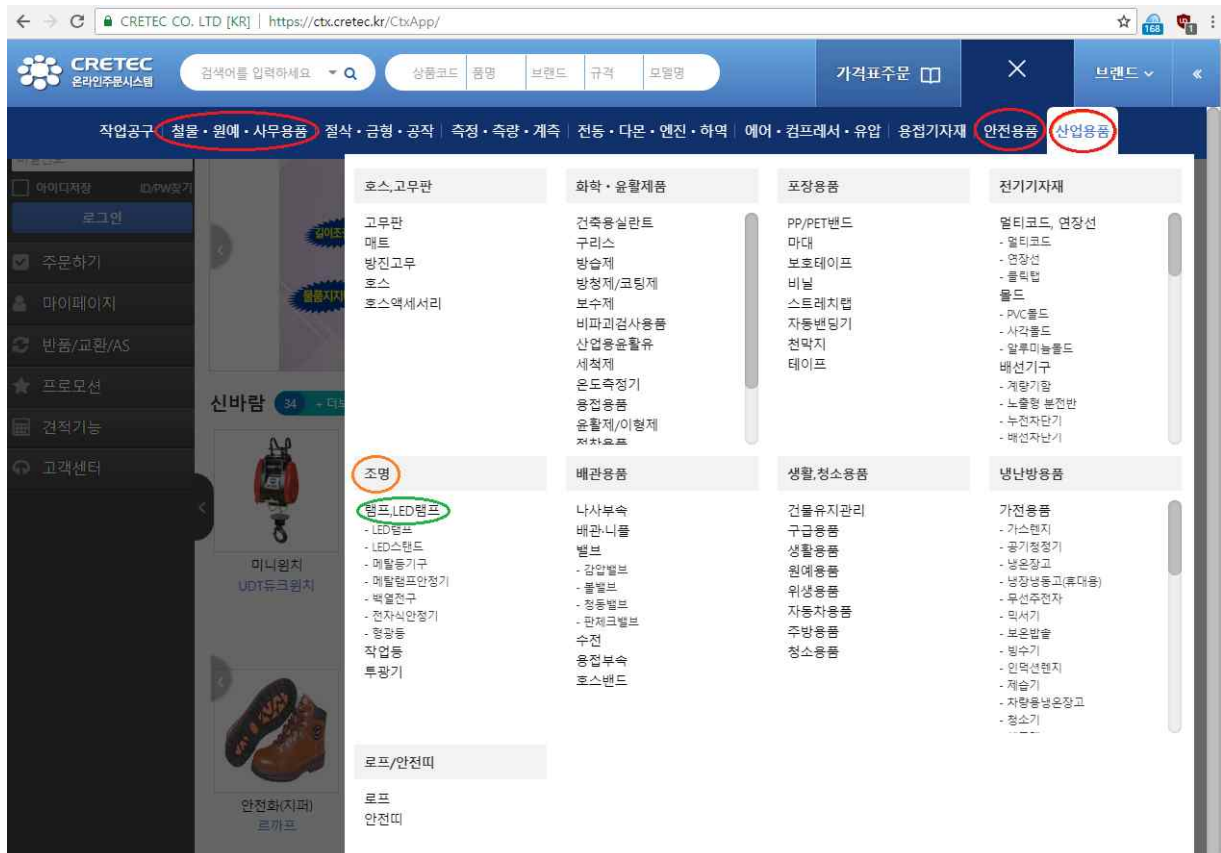 CRETEC CO. LTD [KR] | https://ctx.cretec.kr/CtxApp/
168
1
CRETEC
온라인주문시스템
검색어를 입력하세요
상품코드 품명 브랜드 규격 모델명
가격표주문
브랜드
작업공구 철물・원예・사무용품 절삭・금형・공작 측정・측량・계측 전동・다몬・엔진・하역 에어・컴프레서・유압 용접기자재 안전용품 산업용품
아이디저장 ID/PW찾기
로그인
주문하기
마이페이지
반품/교환/AS
프로모션
견적기능
고객센터
신바람 34
미니윈치
UDT듀크윈치
안전화(지퍼)
르까프
호스,고무판
고무판
매트
방진고무
호스
호스액세서리
화학・윤활제품
건축용실란트
구리스
방습제
방청제/코팅제
보수제
비파괴검사용품
산업용윤활유
세척제
온도측정기
용접용품
윤활제/이형제
포장용품
PP/PET밴드
마대
보호테이프
비닐
스트레치랩
자동밴딩기
천막지
테이프
전기기자재
멀티코드, 연장선
- 멀티코드
- 연장선
- 콜릭탭
몰드
- PVC몰드
- 사각몰드
- 알루미늄몰드
배선기구
- 계량기함
- 노출형 분전반
- 누전차단기
- 배선차단기
조명
램프,LED램프
- LED램프
- LED스탠드
- 메탈등기구
- 메탈램프안정기
- 백열전구
- 전자식안정기
- 형광등
작업등
투광기
배관용품
나사부속
배관니플
밸브
- 감압밸브
- 볼밸브
- 청동밸브
- 판체크밸브
수전
용접부속
호스밴드
생활,청소용품
건물유지관리
구급용품
생활용품
원예용품
위생용품
자동차용품
주방용품
청소용품
냉난방용품
가전용품
- 가스렌지
- 공기청정기
- 냉온장고
- 냉장냉동고(휴대용)
- 무선주전자
- 믹서기
- 보온밥솥
- 빙수기
- 인덕션렌지
- 제습기
- 차량용냉온장고
- 청소기
로프/안전띠
로프
안전띠